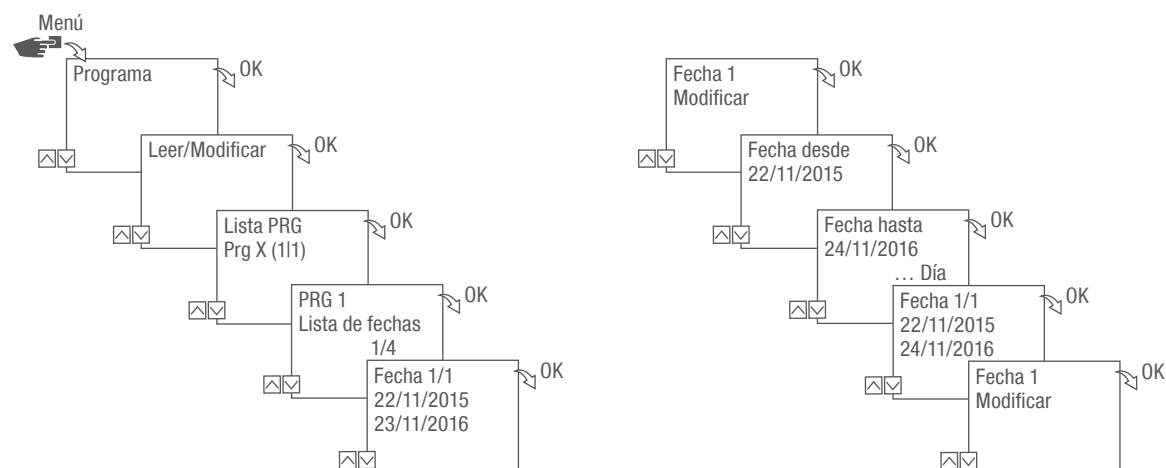 Menú
Programa
OK
Leer/Modificar
OK
Lista PRG
Prg X (1|1)
OK
PRG 1
Lista de fechas
1/4
OK
Fecha 1/1
22/11/2015
23/11/2016
OK
Fecha 1
Modificar
OK
Fecha desde
22/11/2015
OK
Fecha hasta
24/11/2016
OK
... Día
Fecha 1/1
22/11/2015
24/11/2016
OK
Fecha 1
Modificar
OK